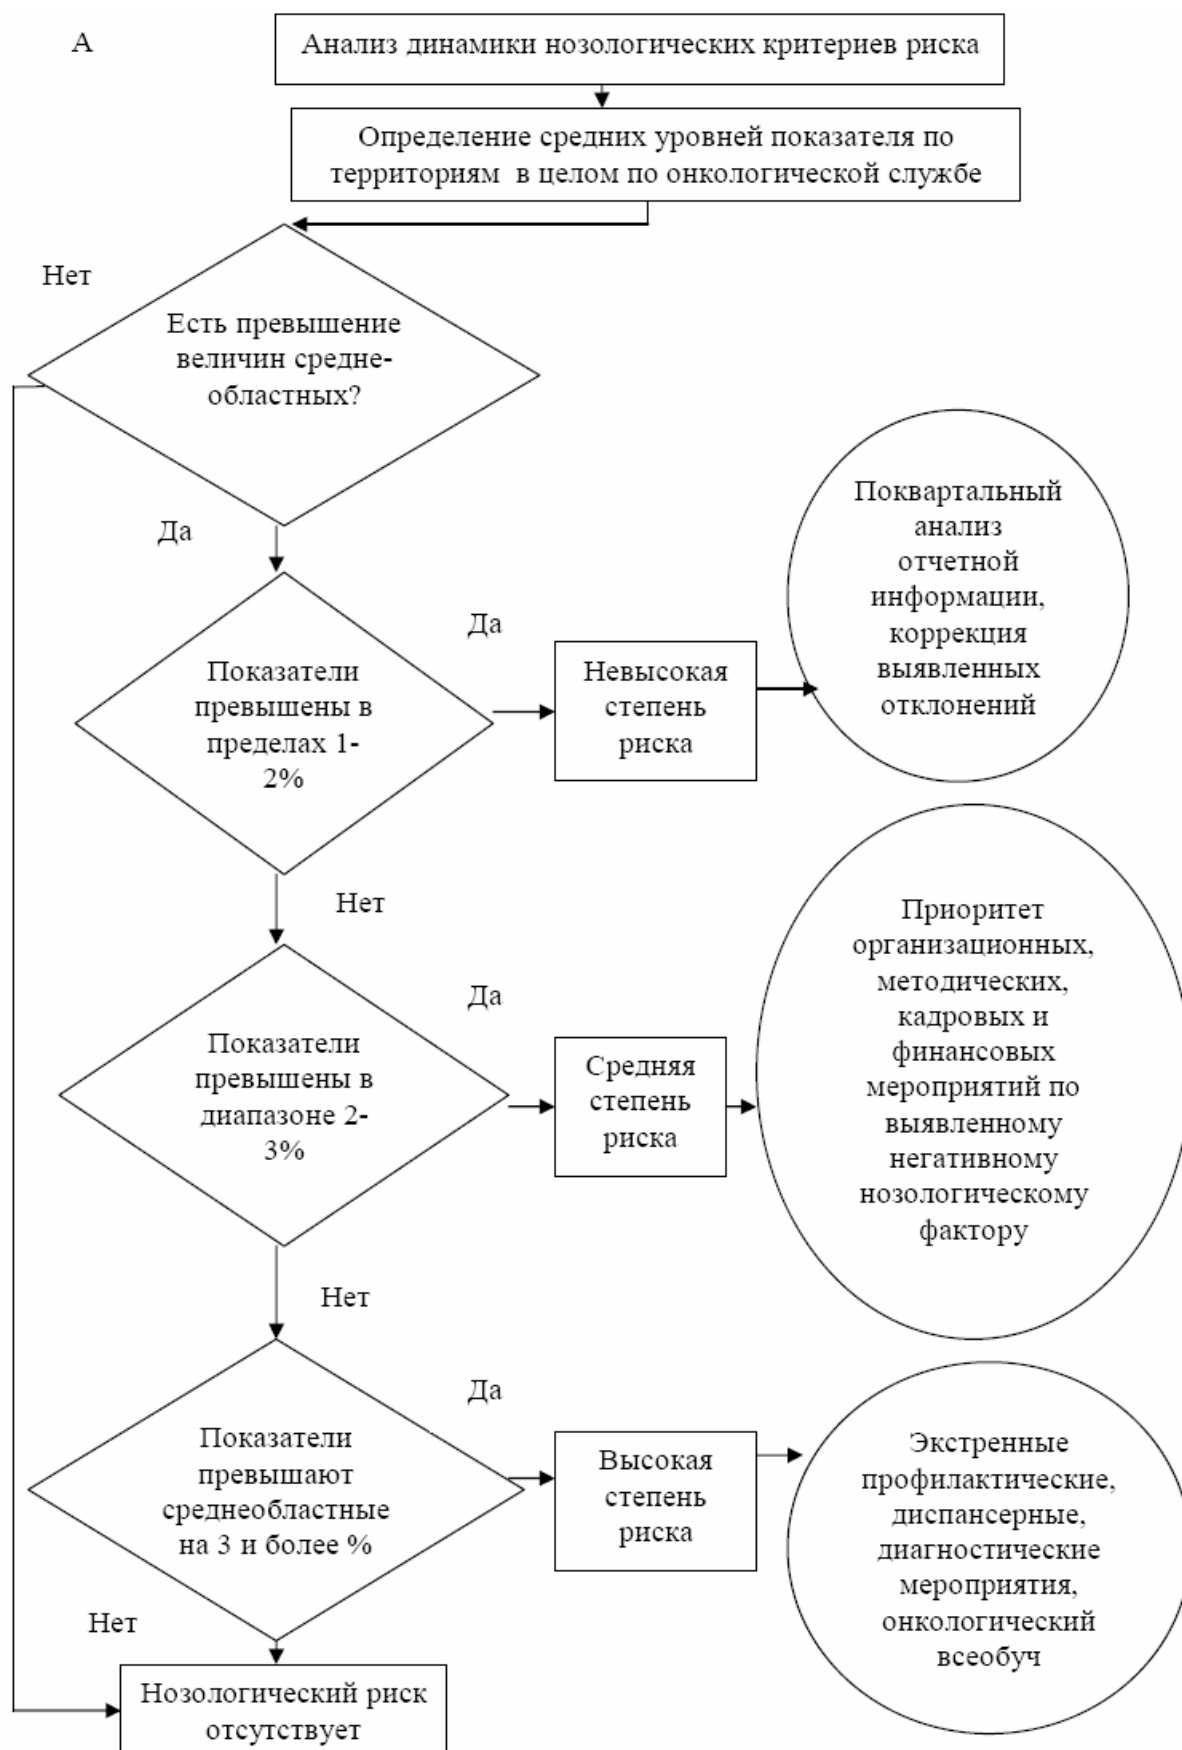 А
Анализ динамики нозологических критериев риска
Определение средних уровней показателя по
территориям в целом по онкологической службе
Нет
Есть превышение
величин средне-
областных?
Да
Показатели
превышены в
пределах 1-
2%
Да
Невысокая
степень
риска
Поквартальный
анализ
отчетной
информации,
коррекция
выявленных
отклонений
Нет
Показатели
превышены в
диапазоне 2-
3%
Да
Средняя
степень
риска
Приоритет
организационных,
методических,
кадровых и
финансовых
мероприятий по
выявленному
негативному
нозологическому
фактору
Нет
Показатели
превышают
среднеобластные
на 3 и более %
Да
Высокая
степень
риска
Экстренные
профилактические,
диспансерные,
диагностические
мероприятия,
онкологический
всеобуч
Нет
Нозологический риск
отсутствует